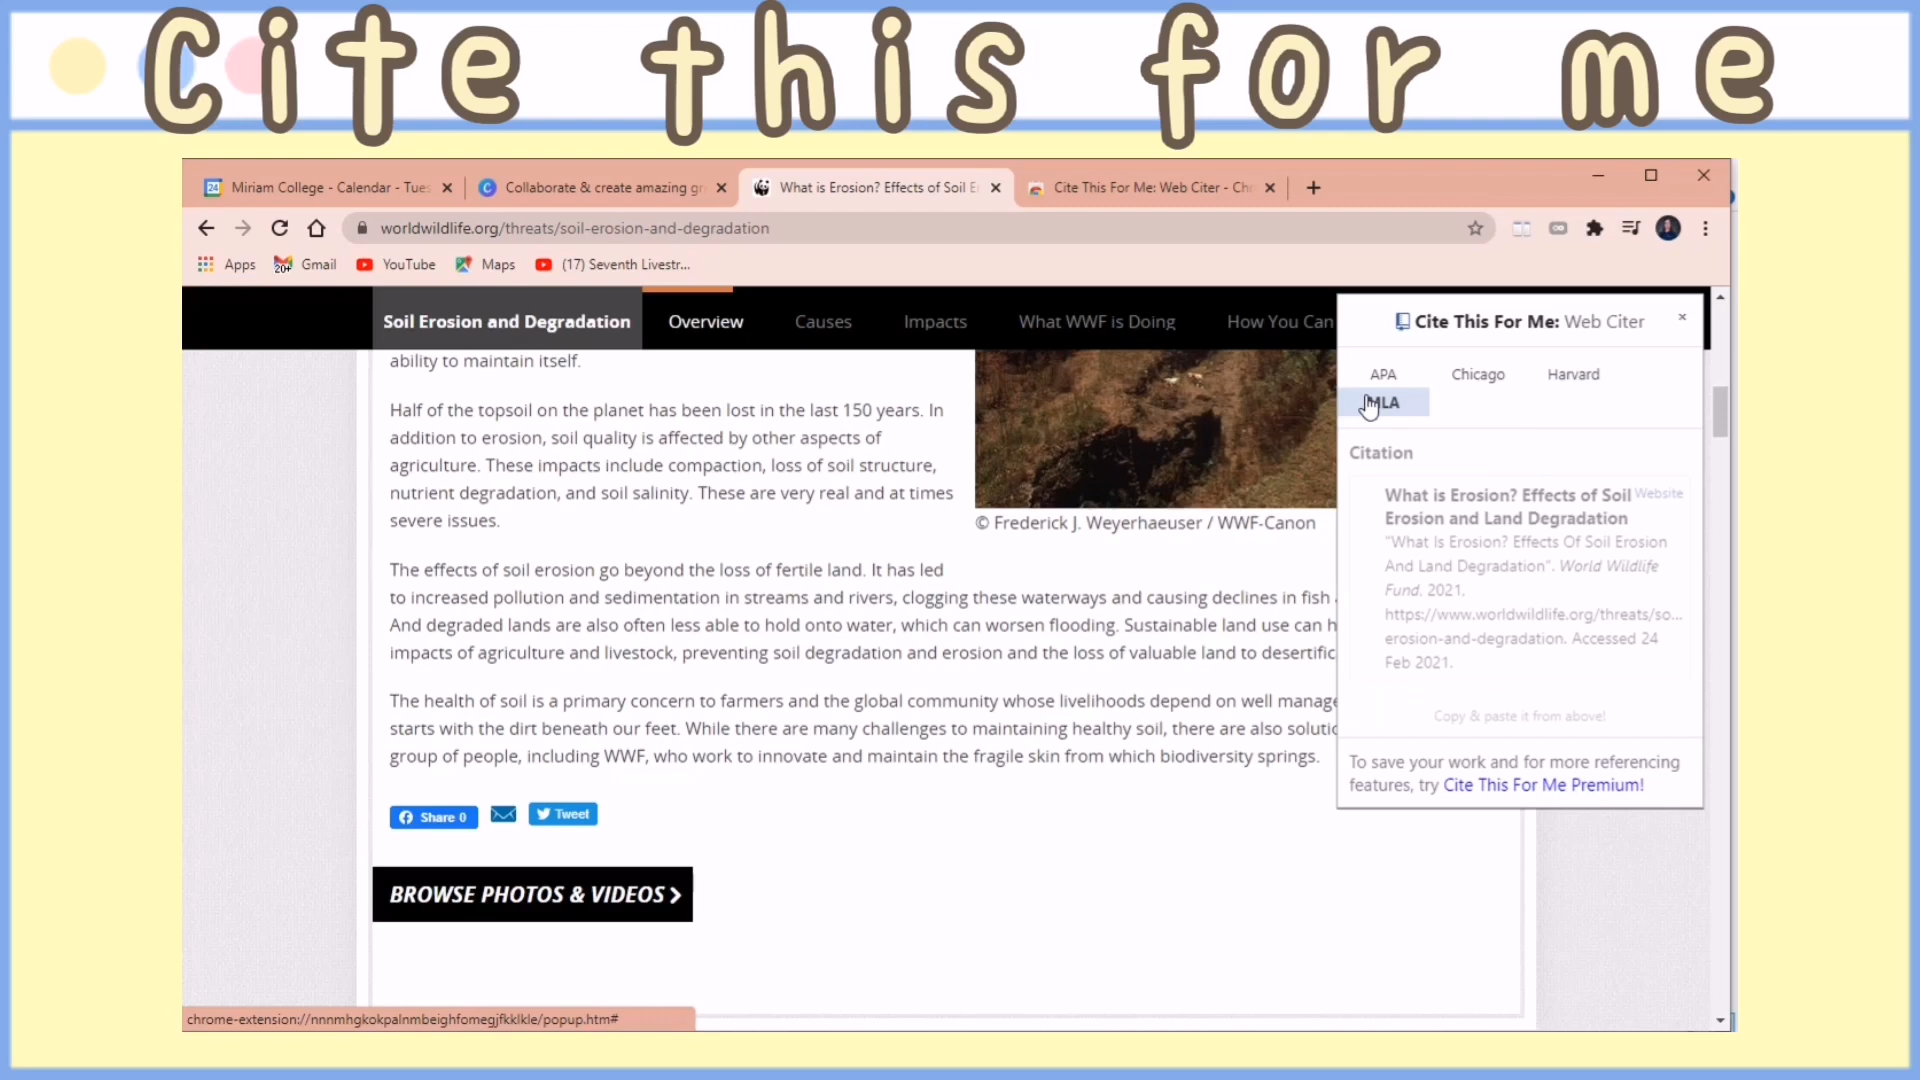 Cite this for me
Miriam College - Calendar - Tues
Collaborate & create amazing gr
What is Erosion? Effects of Soil E
Cite This For Me: Web Citer - Ch
worldwildlife.org/threats/soil-erosion-and-degradation
Apps
Gmail
YouTube
Maps
(17) Seventh Livestr...
Soil Erosion and Degradation
Overview
Causes
Impacts
What WWF is Doing
How You Can
ability to maintain itself.
Half of the topsoil on the planet has been lost in the last 150 years. In
addition to erosion, soil quality is affected by other aspects of
agriculture. These impacts include compaction, loss of soil structure,
nutrient degradation, and soil salinity. These are very real and at times
severe issues.
© Frederick J. Weyerhaeuser / WWF-Canon
The effects of soil erosion go beyond the loss of fertile land. It has led
to increased pollution and sedimentation in streams and rivers, clogging these waterways and causing declines in fish
And degraded lands are also often less able to hold onto water, which can worsen flooding. Sustainable land use can h
impacts of agriculture and livestock, preventing soil degradation and erosion and the loss of valuable land to desertific
The health of soil is a primary concern to farmers and the global community whose livelihoods depend on well manage
starts with the dirt beneath our feet. While there are many challenges to maintaining healthy soil, there are also solutic
group of people, including WWF, who work to innovate and maintain the fragile skin from which biodiversity springs.
Share 0
Tweet
BROWSE PHOTOS & VIDEOS
Cite This For Me: Web Citer
APA
Chicago
Harvard
MLA
Citation
What is Erosion? Effects of Soil
Website
Erosion and Land Degradation
"What Is Erosion? Effects Of Soil Erosion
And Land Degradation". World Wildlife
Fund, 2021,
https://www.worldwildlife.org/threats/so...
erosion-and-degradation. Accessed 24
Feb 2021.
Copy & paste it from above!
To save your work and for more referencing
features, try Cite This For Me Premium!
chrome-extension://nnnmhgkokpalnmbeighfomegjfkklkle/popup.htm#